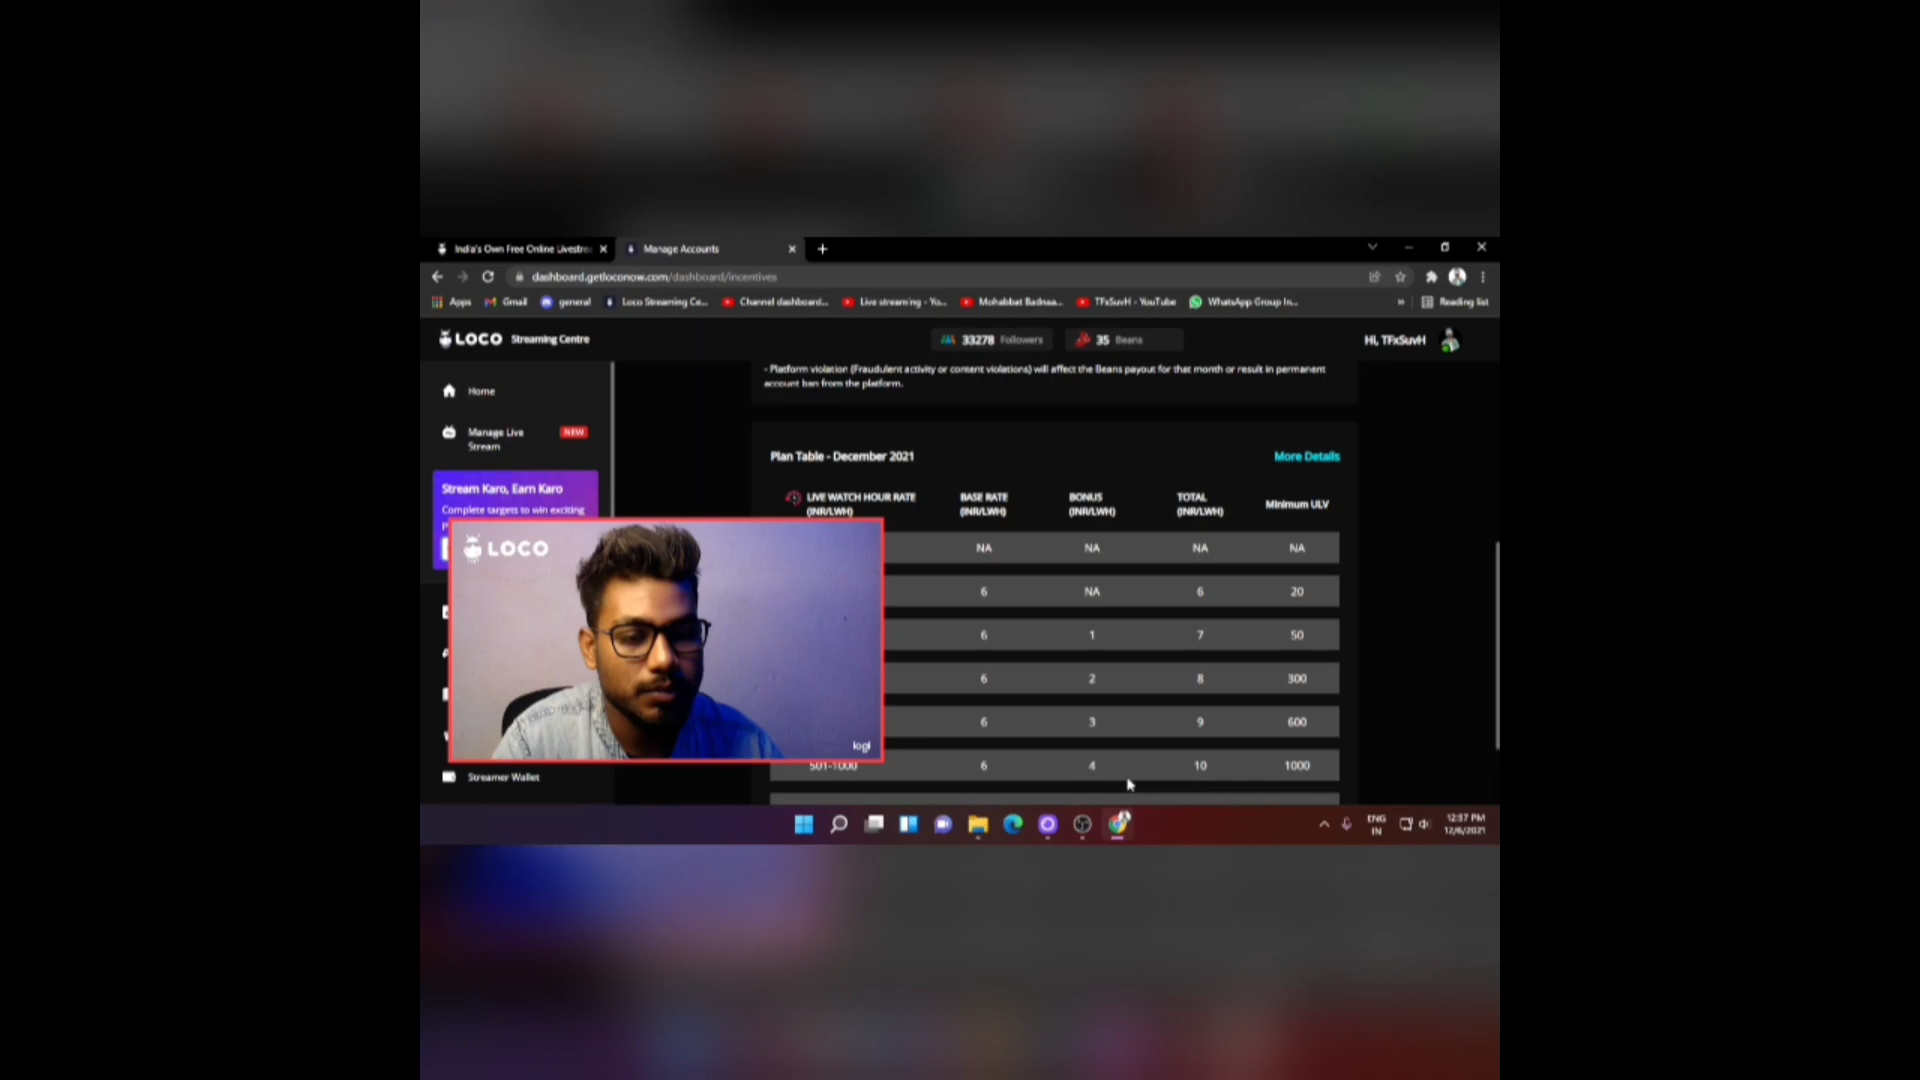 India's Own Free Online Livestre
Manage Accounts
dashboard.getloconow.com/dashboard/incentives
Apps
Gmail
general
Loco Streaming Ce...
Channel dashboard...
Live streaming - Yo...
Mohabbat Badnaa...
TFxSuvH - YouTube
WhatsApp Group In...
»
Reading list
LOCO Streaming Centre
33278 Followers
35 Beans
Hi, TFxSuvH
- Platform violation (Fraudulent activity or content violations) will affect the Beans payout for that month or result in permanent
account ban from the platform.
Home
Manage Live
Stream
NEW
Stream Karo, Earn Karo
Complete targets to win exciting
Plan Table - December 2021
More Details
LIVE WATCH HOUR RATE
(INR/LWH)
BASE RATE
(INR/LWH)
BONUS
(INR/LWH)
TOTAL
(INR/LWH)
Minimum ULV
NA NA NA NA
6 NA 6 20
6 1 7 50
6 2 8 300
6 3 9 600
501-1000 6 4 10 1000
LOCO
logi
Streamer Wallet
ENG
IN
12:57 PM
12/6/2021